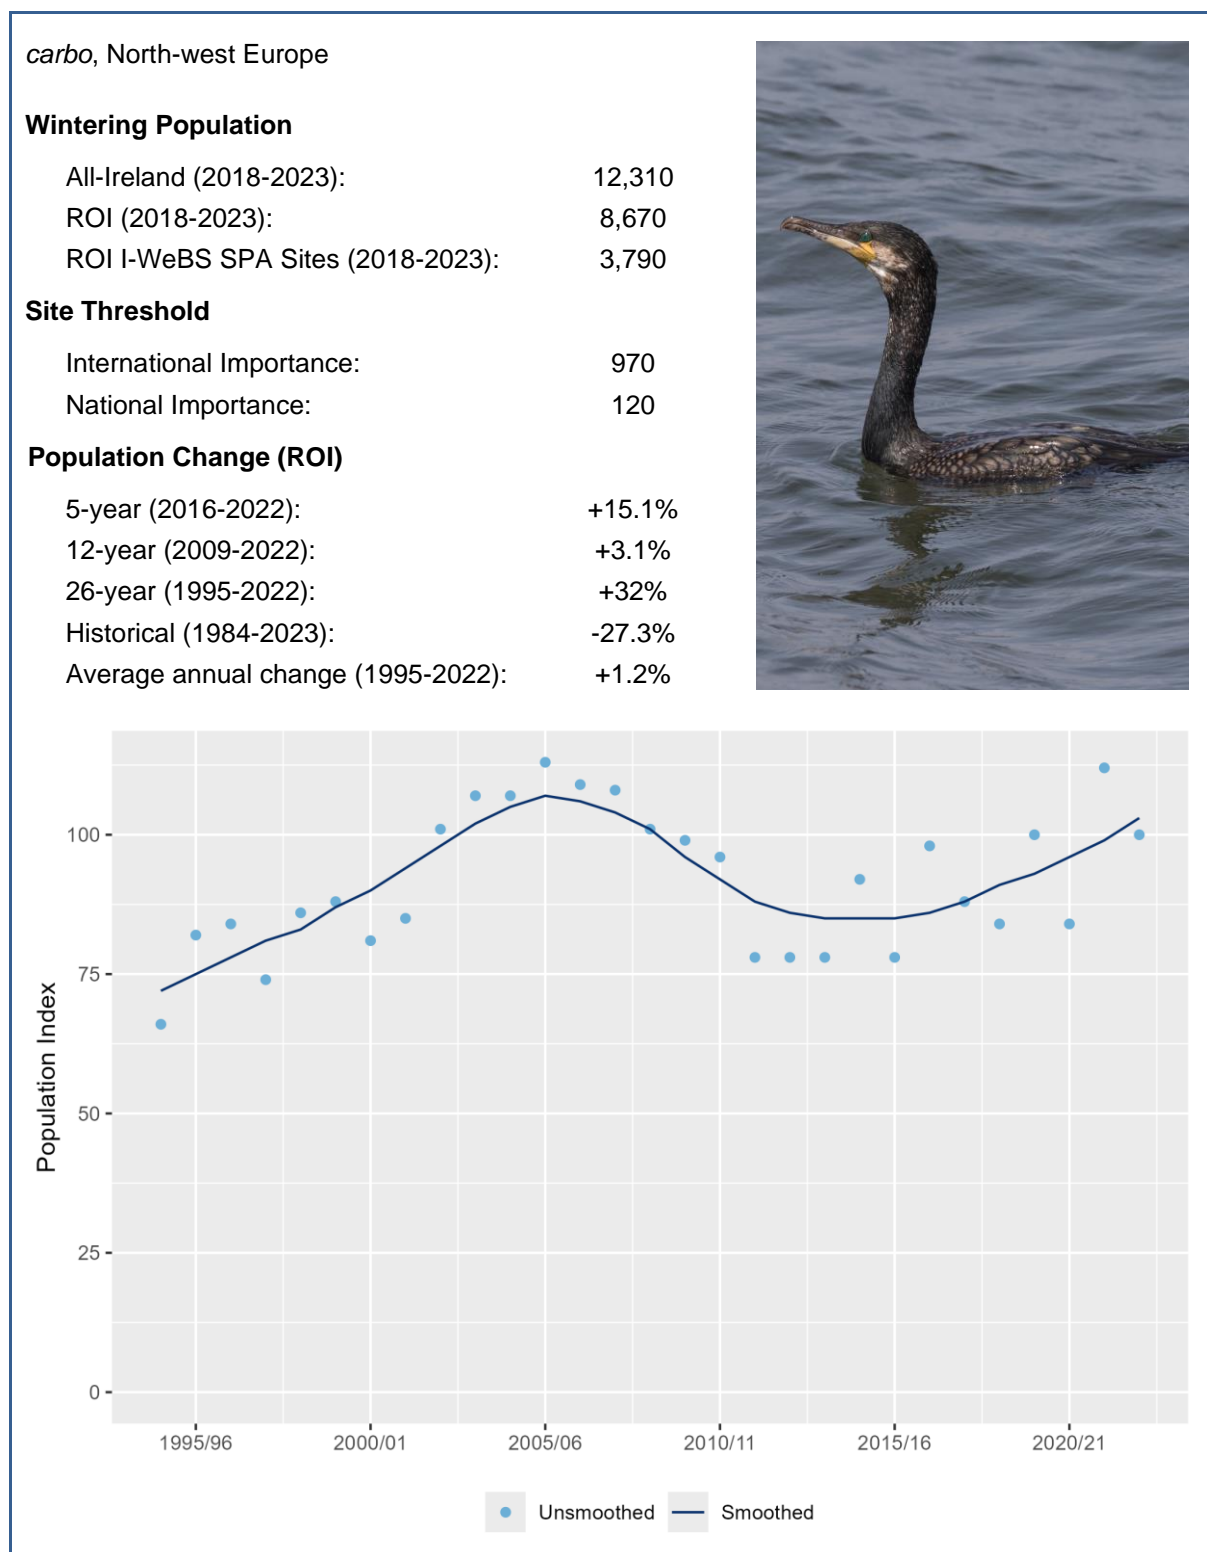 carbo, North-west Europe
Wintering Population
All-Ireland (2018-2023): 12,310
ROI (2018-2023): 8,670
ROI I-WeBS SPA Sites (2018-2023): 3,790
Site Threshold
International Importance: 970
National Importance: 120
Population Change (ROI)
5-year (2016-2022): +15.1%
12-year (2009-2022): +3.1%
26-year (1995-2022): +32%
Historical (1984-2023): -27.3%
Average annual change (1995-2022): +1.2%
Population Index
100
75
50
25
0
1995/96 2000/01 2005/06 2010/11 2015/16 2020/21
Unsmoothed Smoothed